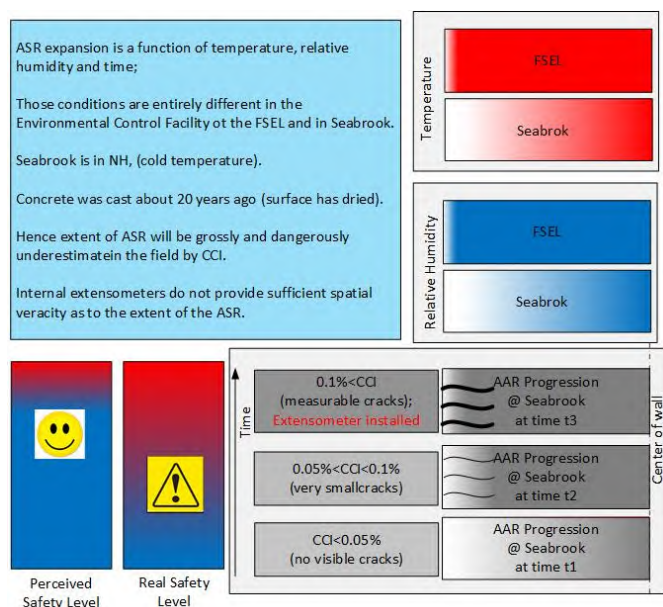 ASR expansion is a function of temperature, relative
humidity and time;
Those conditions are entirely different in the
Environmental Control Facility ot the FSEL and in Seabrook.
Seabrook is in NH, (cold temperature).
Concrete was cast about 20 years ago (surface has dried).
Hence extent of ASR will be grossly and dangerously
underestimatein the field by CCI.
Internal extensometers do not provide sufficient spatial
veracity as to the extent of the ASR.
Temperature
FSEL
Seabrok
Relative Humidity
FSEL
Seabrok
Perceived
Safety Level
Real Safety
Level
Time
0.1%<CCI
(measurable cracks);
Extensometer installed
AAR Progression
@ Seabrook
at time t3
0.05%<CCI<0.1%
(very smallcracks)
AAR Progression
@ Seabrook
at time t2
CCI<0.05%
(no visible cracks)
AAR Progression
@ Seabrook
at time t1
Center of wall